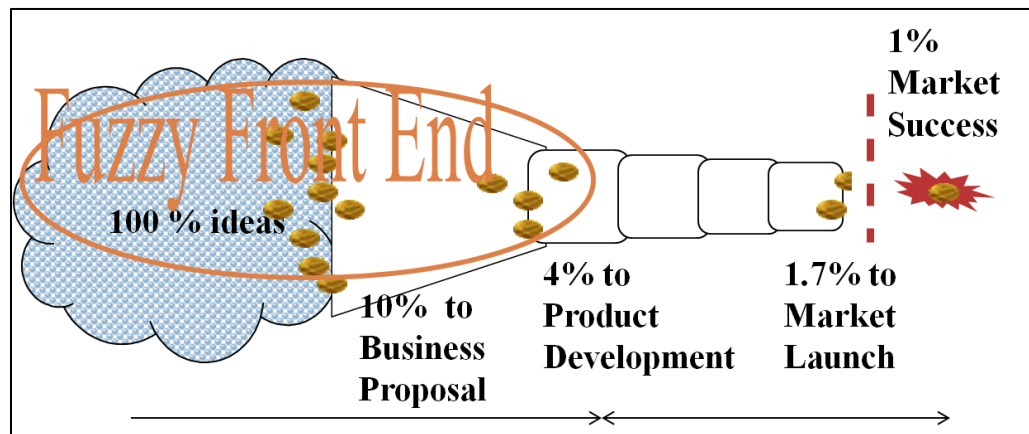 Fuzzy Front End
100 % ideas
10% to
Business
Proposal
4% to
Product
Development
1.7% to
Market
Launch
1%
Market
Success